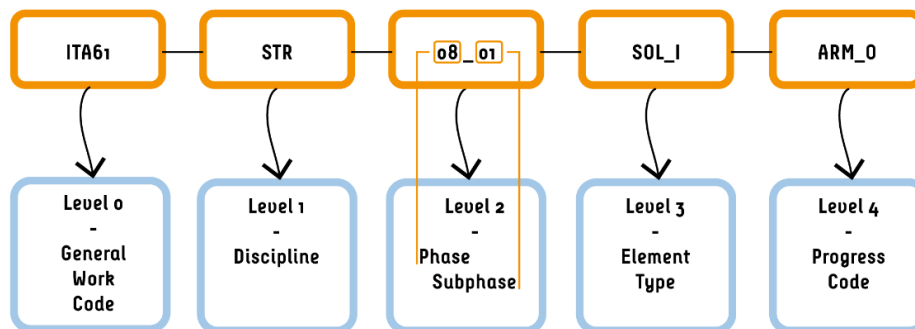 ITA61
STR
08_01
SOL_I
ARM_O
Level 0
-
General
Work
Code
Level 1
-
Discipline
Level 2
-
Phase
Subphase
Level 3
-
Element
Type
Level 4
-
Progress
Code